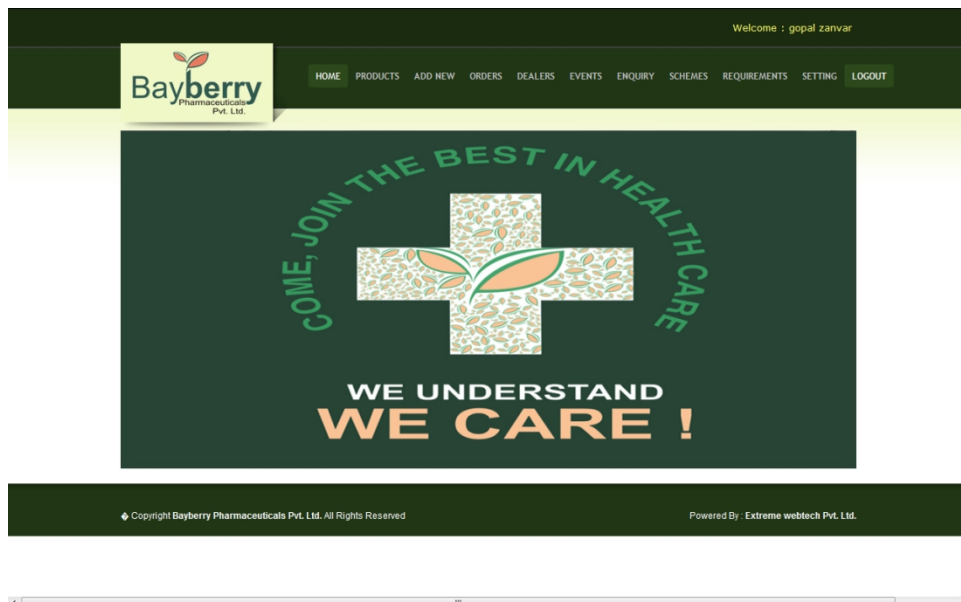 Welcome : gopal zanvar
Bayberry
Pharmaceuticals
Pvt. Ltd.
HOME PRODUCTS ADD NEW ORDERS DEALERS EVENTS ENQUIRY SCHEMES REQUIREMENTS SETTING LOGOUT
COME, JOIN THE BEST IN HEALTH CARE
WE UNDERSTAND
WE CARE !
� Copyright Bayberry Pharmaceuticals Pvt. Ltd. All Rights Reserved
Powered By : Extreme webtech Pvt. Ltd.